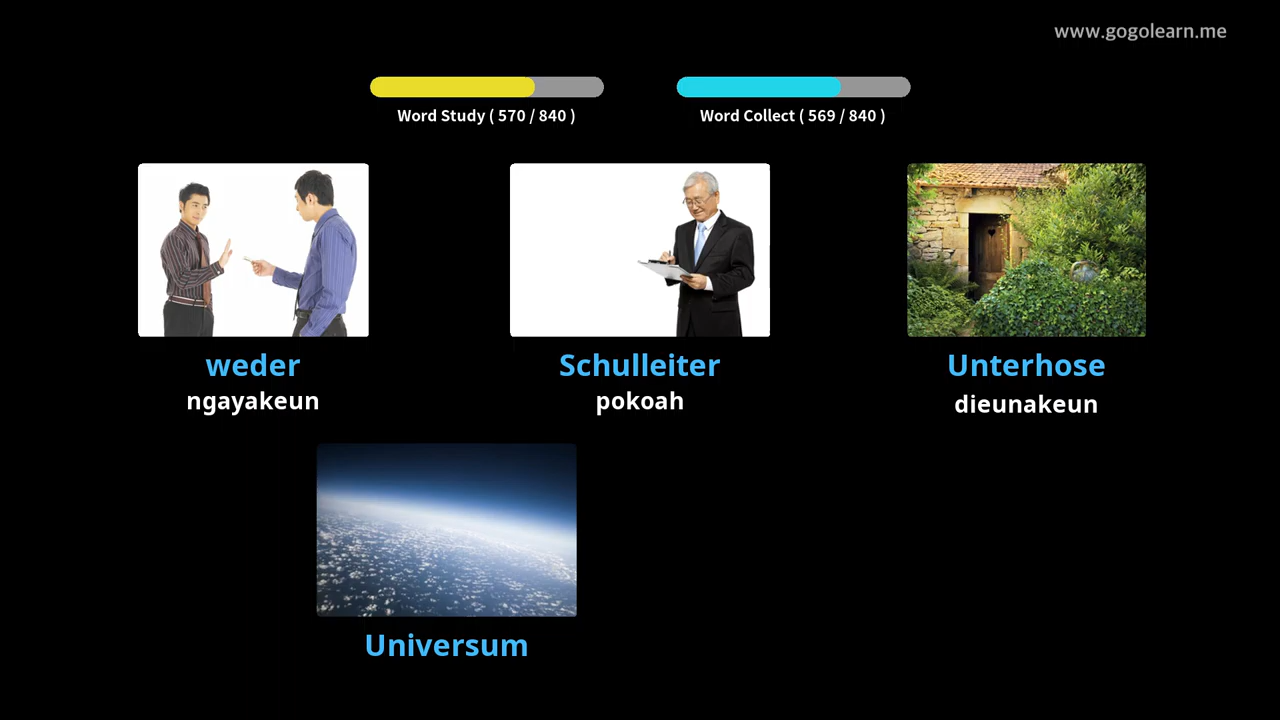 www.gogolearn.me
Word Study ( 570 / 840 )
Word Collect ( 569 / 840 )
weder
ngayakeun
Schulleiter
pokoah
Unterhose
dieunakeun
Universum